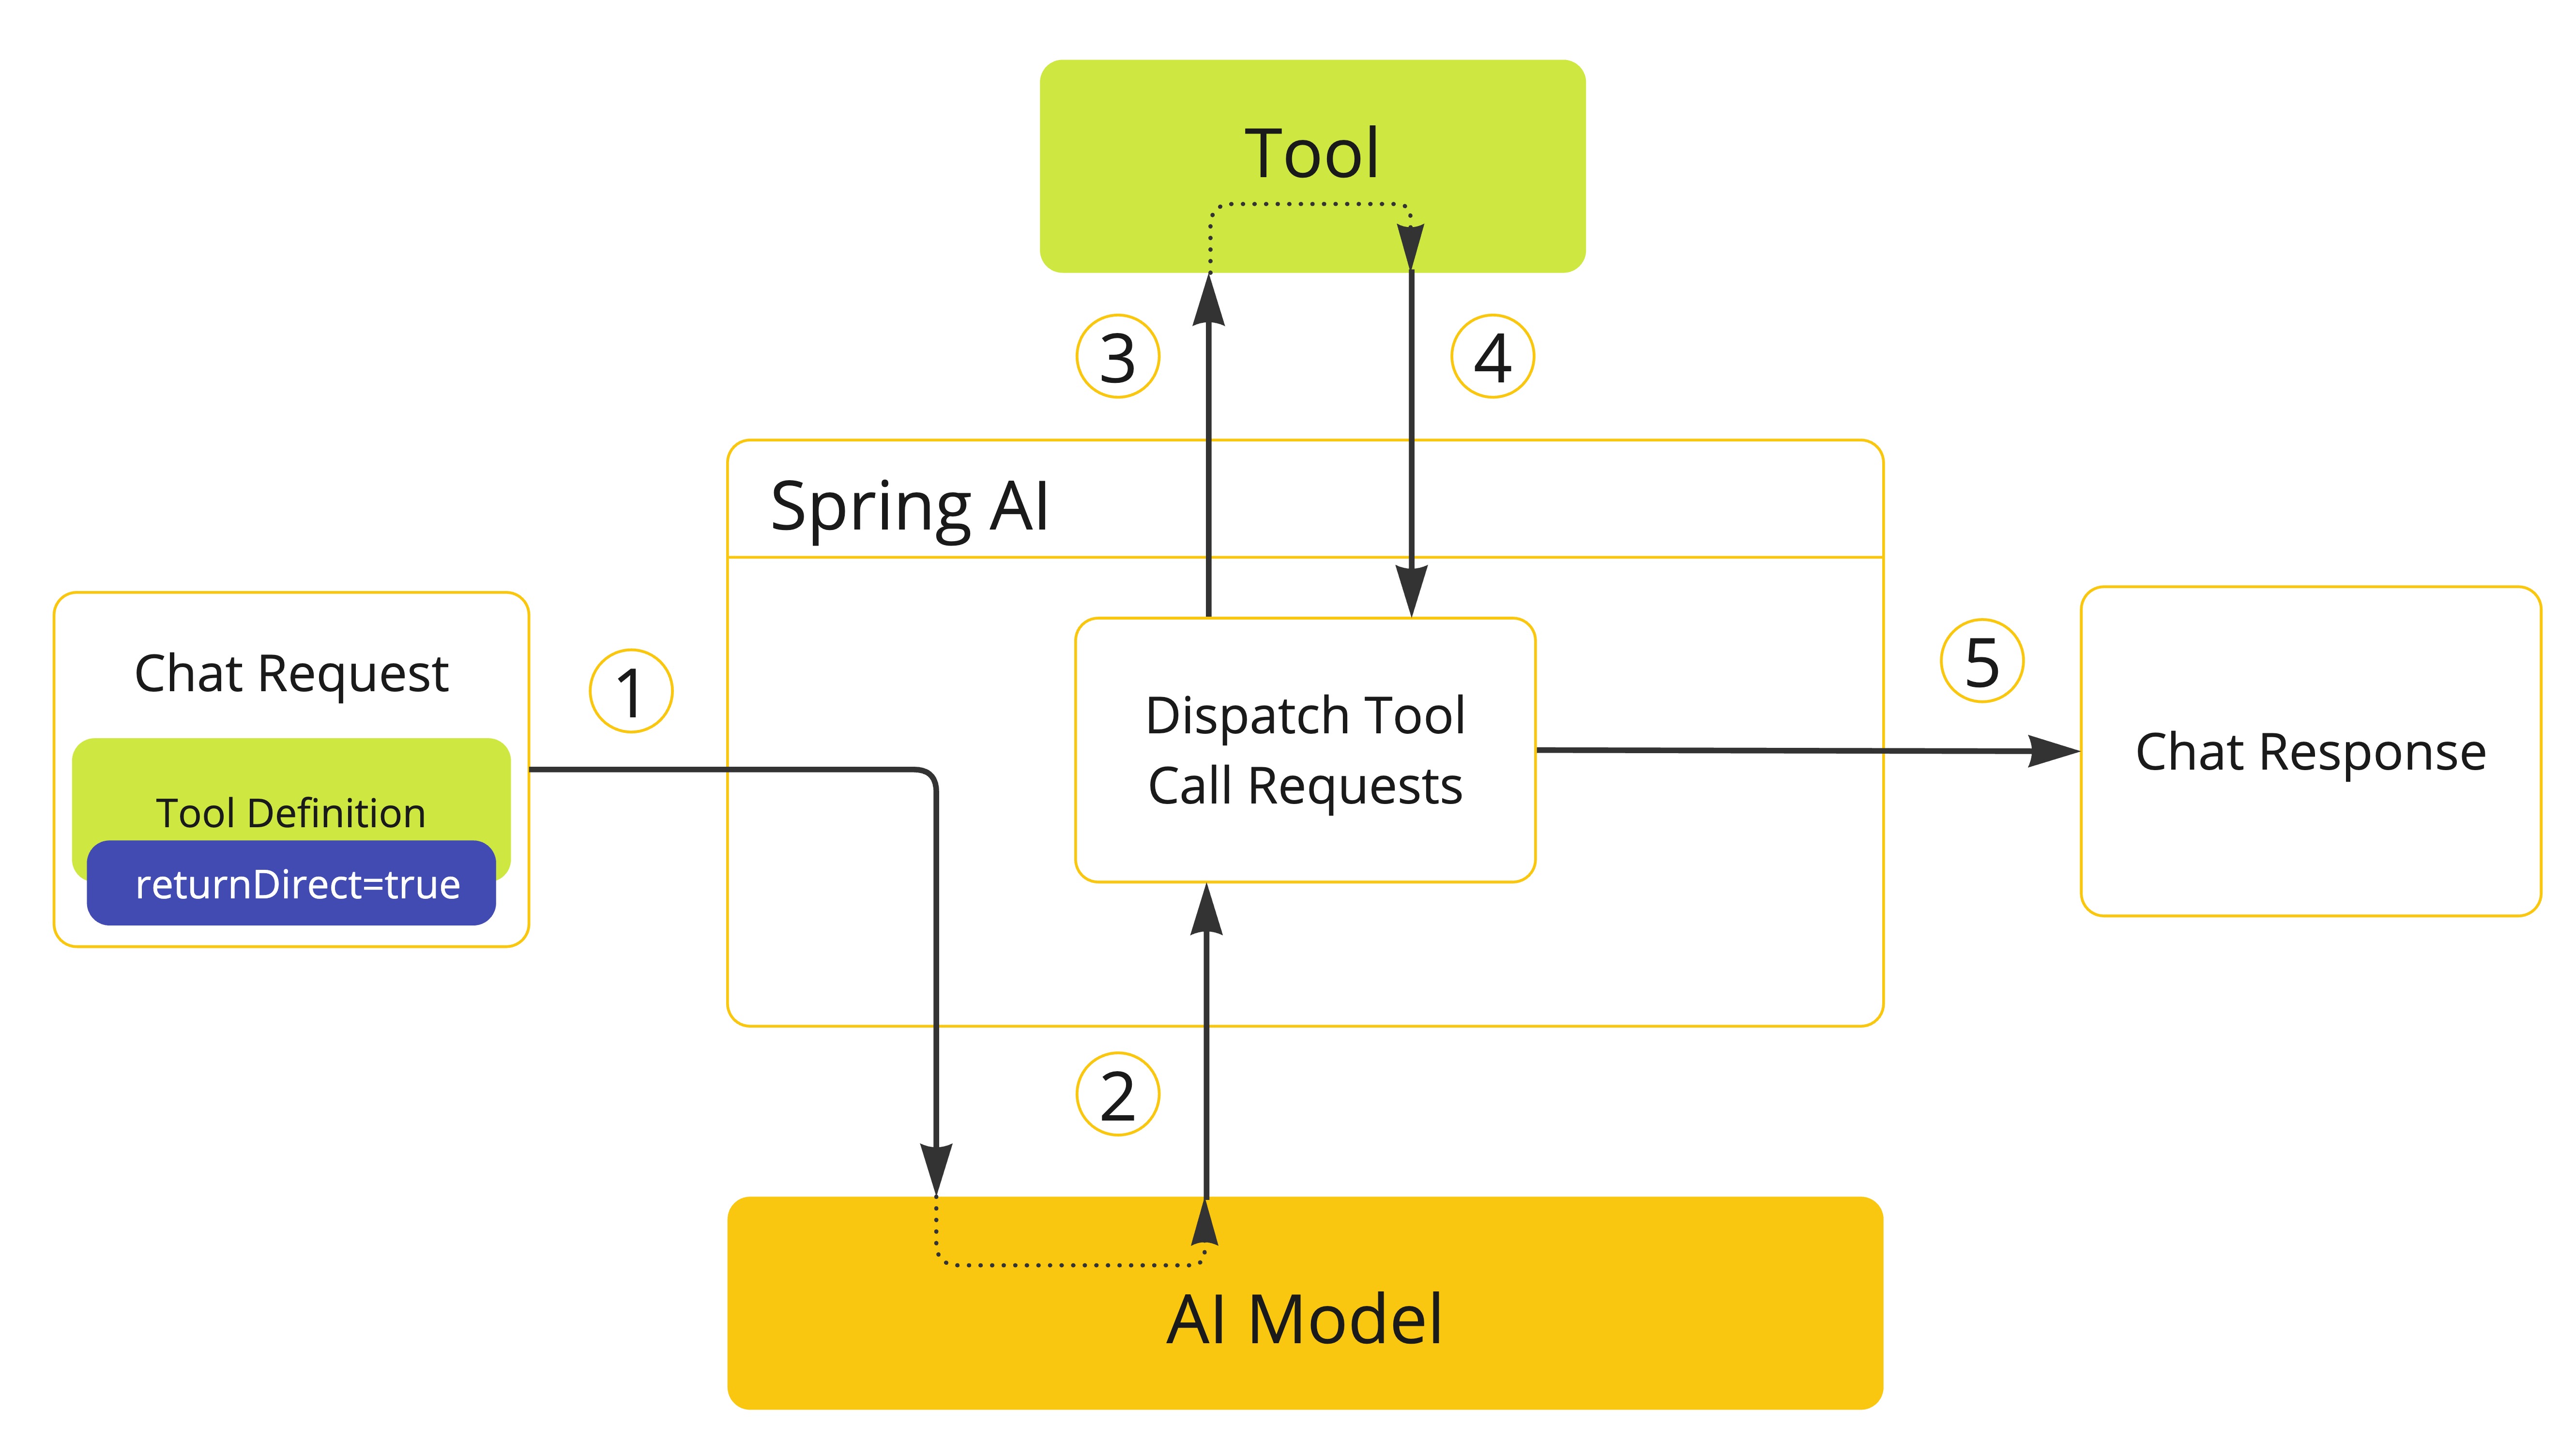 Tool
3
4
Spring AI
Chat Request
1
Tool Definition
returnDirect=true
Dispatch Tool
Call Requests
5
Chat Response
2
AI Model